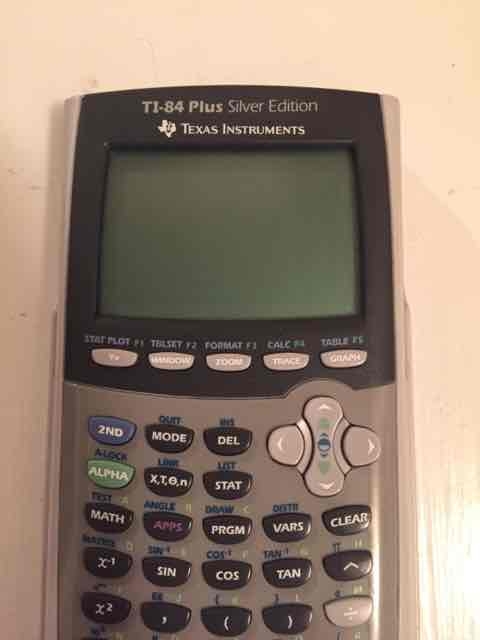 TI-84 Plus Silver Edition
TEXAS INSTRUMENTS
STAT PLOT F1 TBLSET F2 FORMAT F3 CALC F4 TABLE F5
Y= WINDOW ZOOM TRACE GRAPH
QUIT INS
2ND MODE DEL
A-LOCK LINK LIST
ALPHA X,T,Θ,n STAT
TEST A ANGLE B DRAW C DISTR
MATH APPS PRGM VARS CLEAR
MATRIX D SIN⁻¹ E COS⁻¹ F TAN⁻¹ G π H
x⁻¹ SIN COS TAN ^
√ EE J { K } L e M
x² , ( ) ÷